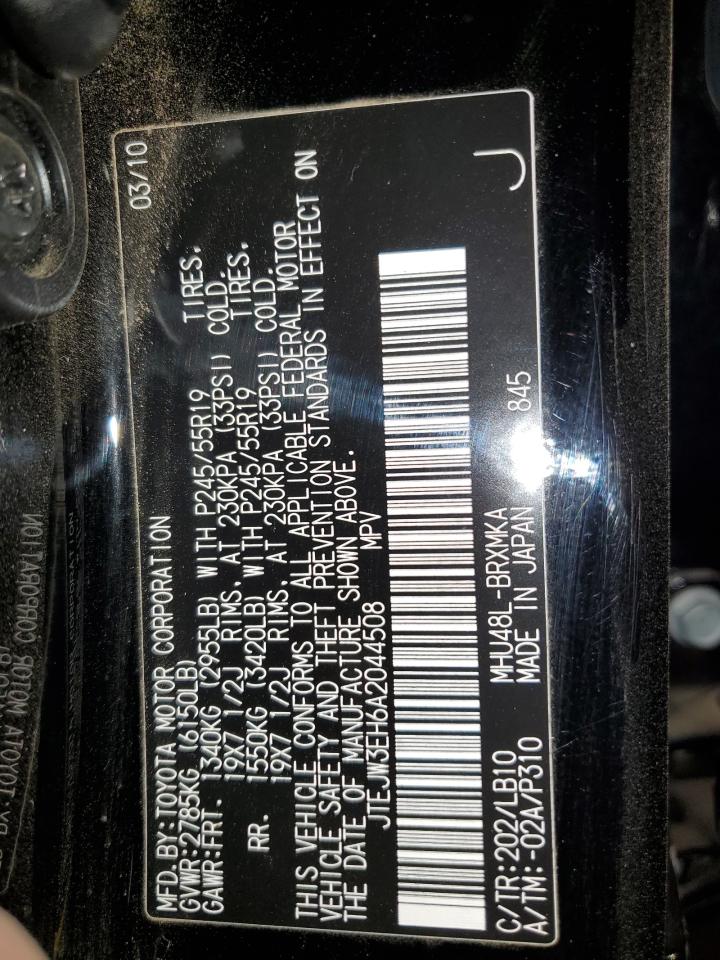 03/10
MFD.BY:TOYOTA MOTOR CORPORATION
GVWR:2785KG (6150LB)
GAWR:FRT. 1340KG (2955LB) WITH P245/55R19 TIRES,
19X7 1/2J RIMS, AT 230KPA (33PSI) COLD.
RR. 1550KG (3420LB) WITH P245/55R19 TIRES,
19X7 1/2J RIMS, AT 230KPA (33PSI) COLD.
THIS VEHICLE CONFORMS TO ALL APPLICABLE FEDERAL MOTOR
VEHICLE SAFETY AND THEFT PREVENTION STANDARDS IN EFFECT ON
THE DATE OF MANUFACTURE SHOWN ABOVE.
JTEJW3EH6A2044508 MPV
C/TR:202/LB10 MHU48L-BRXMKA 845
A/TM:-02A/P310 MADE IN JAPAN
J